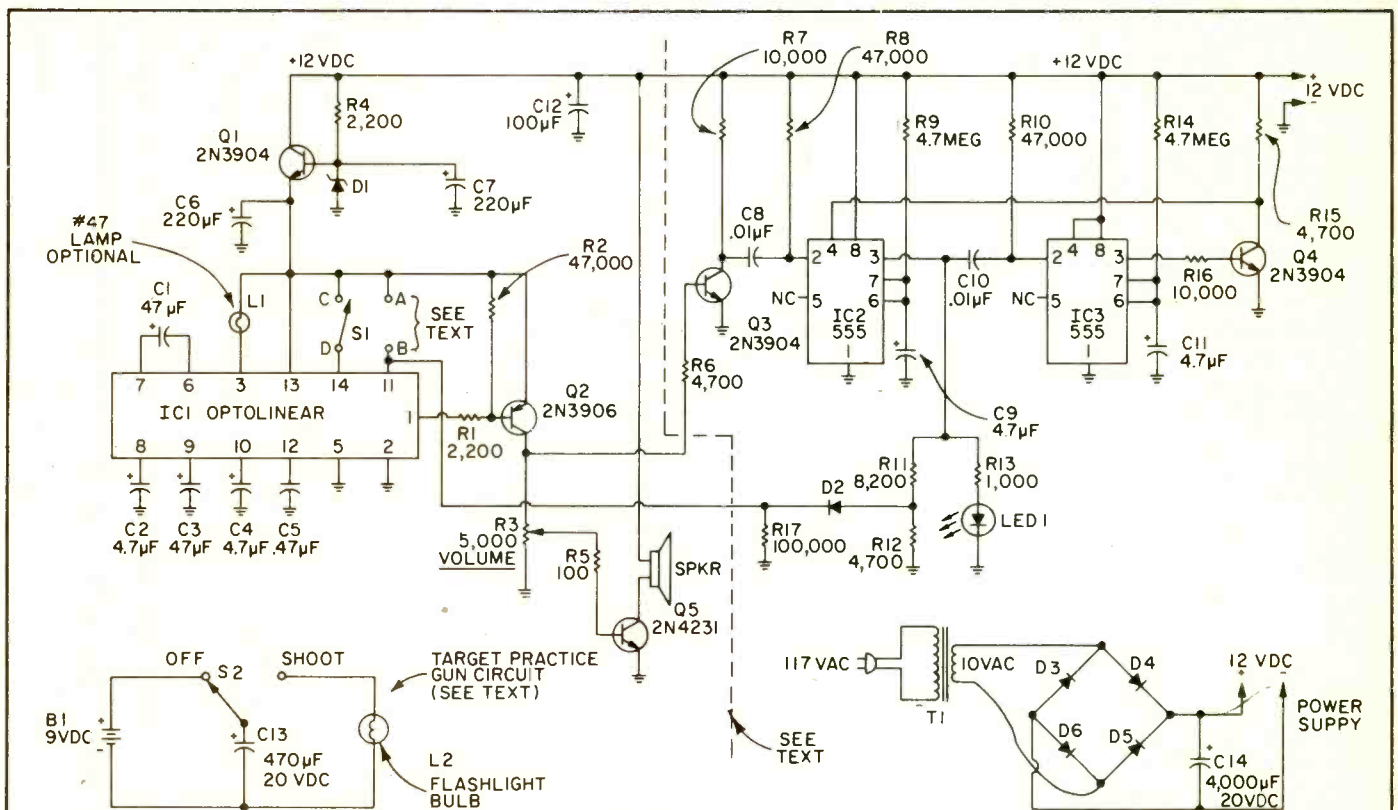 +12 VDC
R4
2,200
Q1
2N3904
D1
C7
220µF
C6
220µF
#47
LAMP
OPTIONAL
C1
47µF
L1
C
S1
D
A
SEE
TEXT
B
R2
47,000
7 6 3 13 14 11
IC1 OPTOLINEAR
1
8 9 10 12 5 2
R1
2,200
Q2
2N3906
C2
4.7µF
C3
47µF
C4
4.7µF
C5
.47µF
C12
100µF
R3
5,000
VOLUME
R5
100
SPKR
Q5
2N4231
R7
10,000
R8
47,000
+12 VDC
+
12 VDC
-
R9
4.7MEG
R10
47,000
R14
4.7MEG
R15
4,700
C8
.01µF
4 8
2 3
7
NC 5 6
IC2
555
1
Q3
2N3904
R6
4,700
C10
.01µF
4 8
2 3
7
NC 5 6
IC3
555
1
R16
10,000
Q4
2N3904
C11
4.7µF
C9
4.7µF
R11
8,200
R13
1,000
D2
LED 1
R17
100,000
R12
4,700
OFF
S2
SHOOT
TARGET PRACTICE
GUN CIRCUIT
(SEE TEXT)
B1
9VDC
C13
470µF
20 VDC
L2
FLASHLIGHT
BULB
SEE
TEXT
117 VAC
T1
10VAC
D3
D4
D6
D5
12 VDC
+ -
POWER
SUPPY
C14
4,000µF
20VDC